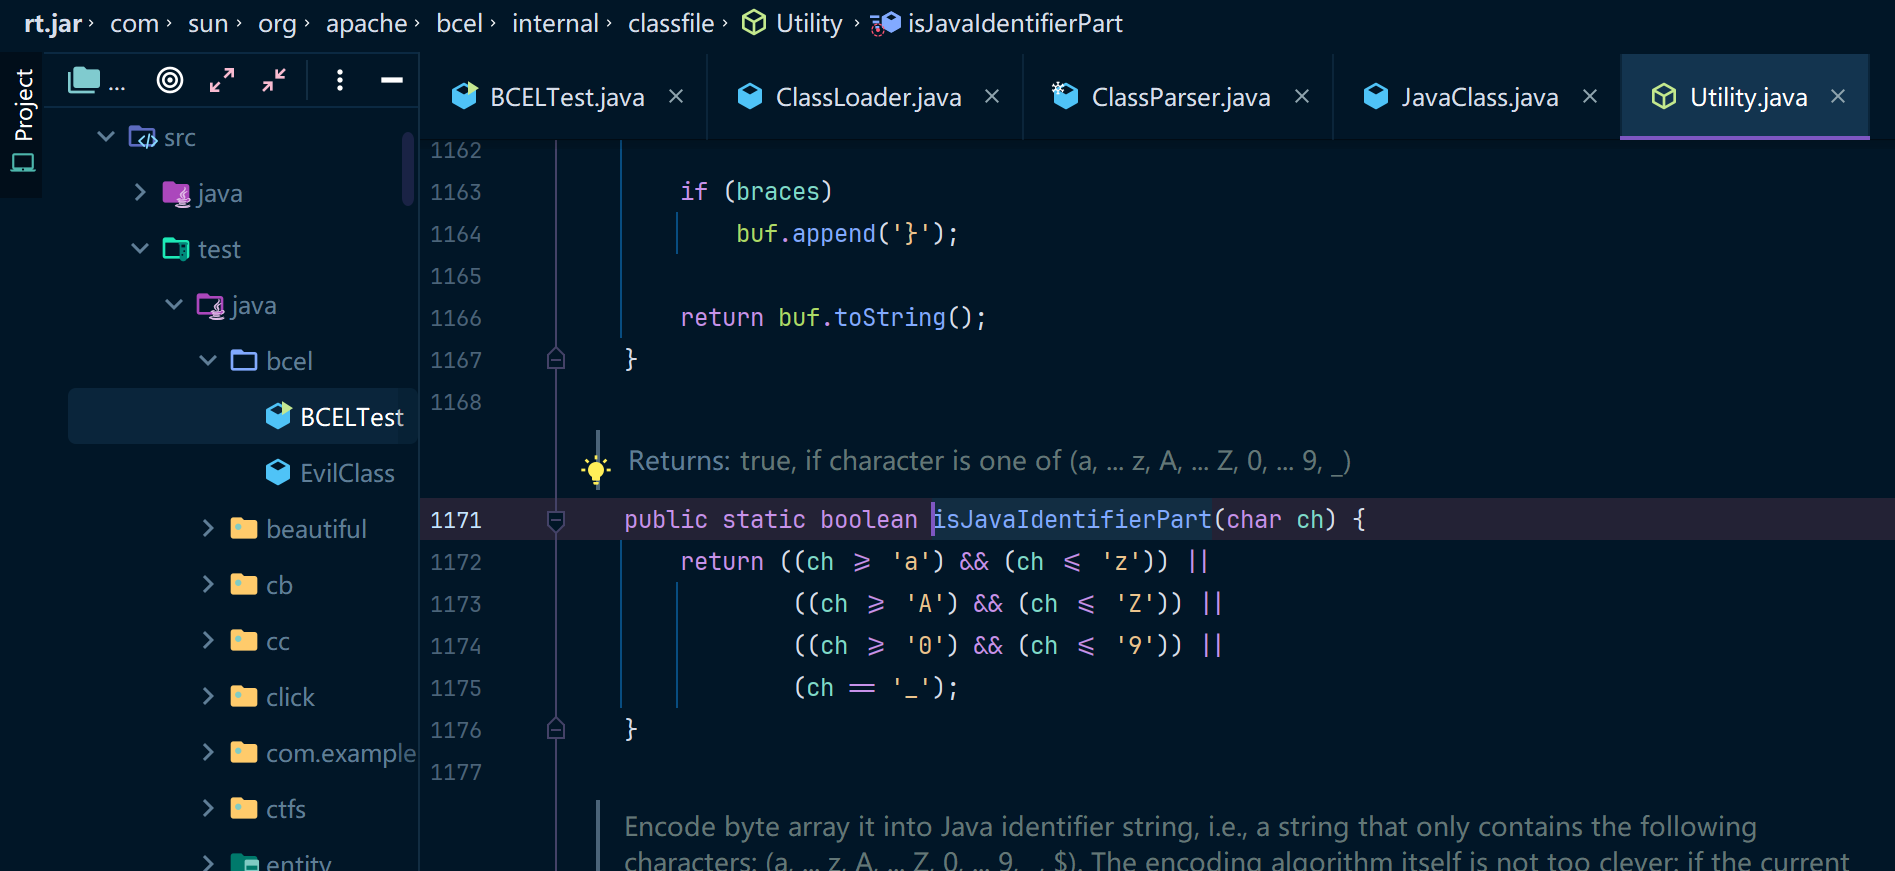 rt.jar › com › sun › org › apache › bcel › internal › classfile › Utility › isJavaIdentifierPart
Project
...
src
java
test
java
bcel
BCELTest
EvilClass
beautiful
cb
cc
click
com.example
ctfs
entity
BCELTest.java
ClassLoader.java
ClassParser.java
JavaClass.java
Utility.java
1162
1163 if (braces)
1164 buf.append('}');
1165
1166 return buf.toString();
1167 }
1168
Returns: true, if character is one of (a, ... z, A, ... Z, 0, ... 9, _)
1171 public static boolean isJavaIdentifierPart(char ch) {
1172 return ((ch >= 'a') && (ch <= 'z')) ||
1173 ((ch >= 'A') && (ch <= 'Z')) ||
1174 ((ch >= '0') && (ch <= '9')) ||
1175 (ch == '_');
1176 }
1177
Encode byte array it into Java identifier string, i.e., a string that only contains the following
characters: (a, ... z, A, ... Z, 0, ... 9, _, $). The encoding algorithm itself is not too clever: if the current